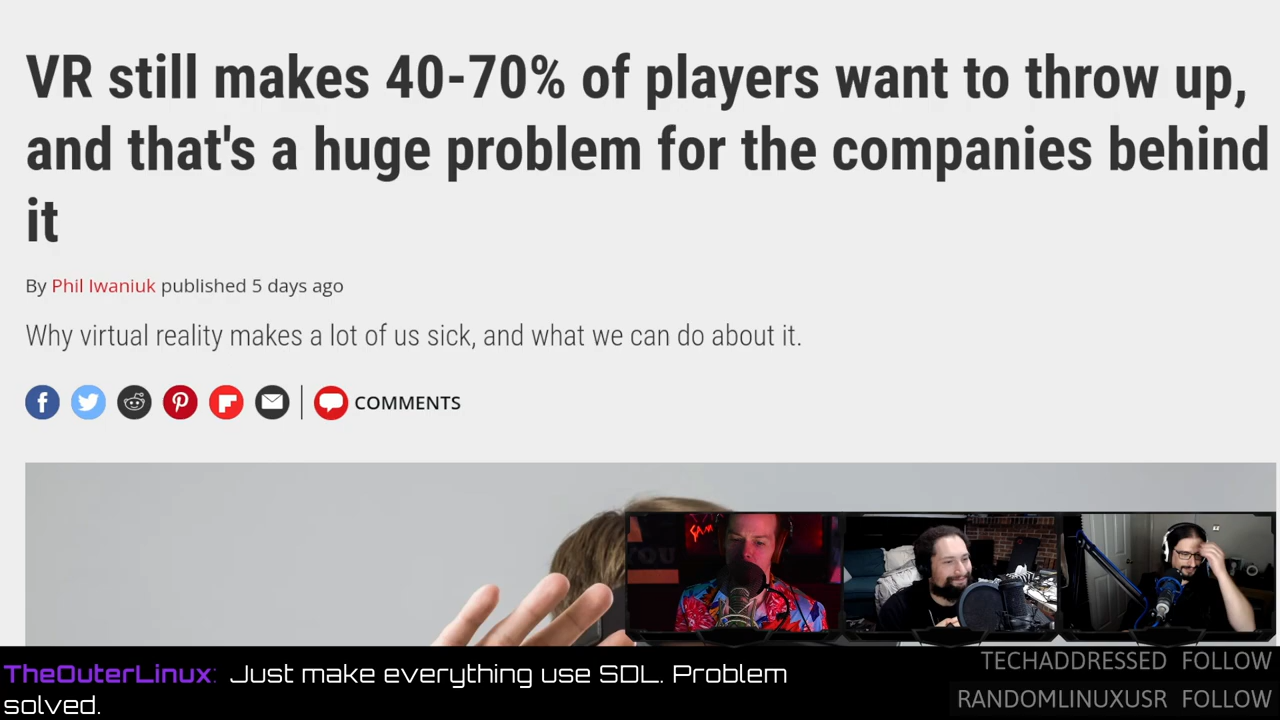 VR still makes 40-70% of players want to throw up,
and that's a huge problem for the companies behind
it
By Phil Iwaniuk published 5 days ago
Why virtual reality makes a lot of us sick, and what we can do about it.
COMMENTS
TheOuterLinux: Just make everything use SDL. Problem
solved.
TECHADDRESSED FOLLOW
RANDOMLINUXUSR FOLLOW